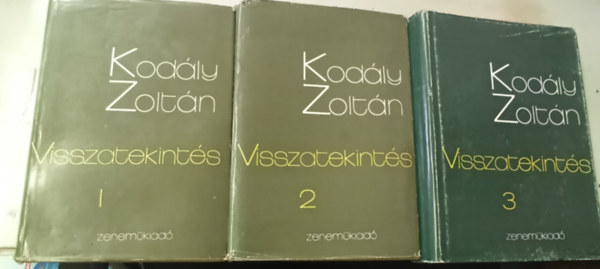 Kodály
Zoltán
Visszatekintés
1
zeneműkiadó
Kodály
Zoltán
Visszatekintés
2
zeneműkiadó
Kodály
Zoltán
Visszatekintés
3
zeneműkiadó